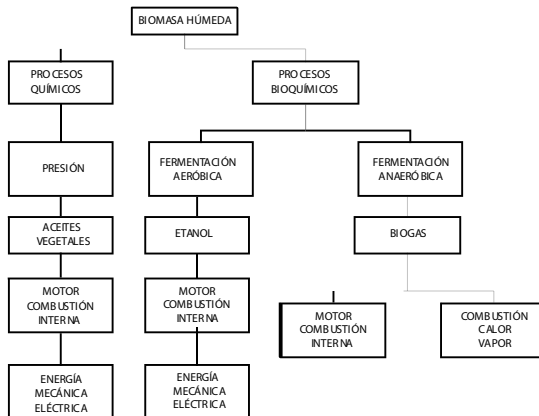 BIOMASA HÚMEDA
PROCESOS
QUÍMICOS
PROCESOS
BIOQUÍMICOS
PRESIÓN
FERMENTACIÓN
AERÓBICA
FERMENTACIÓN
ANAERÓBICA
ACEITES
VEGETALES
ETANOL
BIOGAS
MOTOR
COMBUSTIÓN
INTERNA
MOTOR
COMBUSTIÓN
INTERNA
MOTOR
COMBUSTIÓN
INTERNA
COMBUSTIÓN
CALOR
VAPOR
ENERGÍA
MECÁNICA
ELÉCTRICA
ENERGÍA
MECÁNICA
ELÉCTRICA